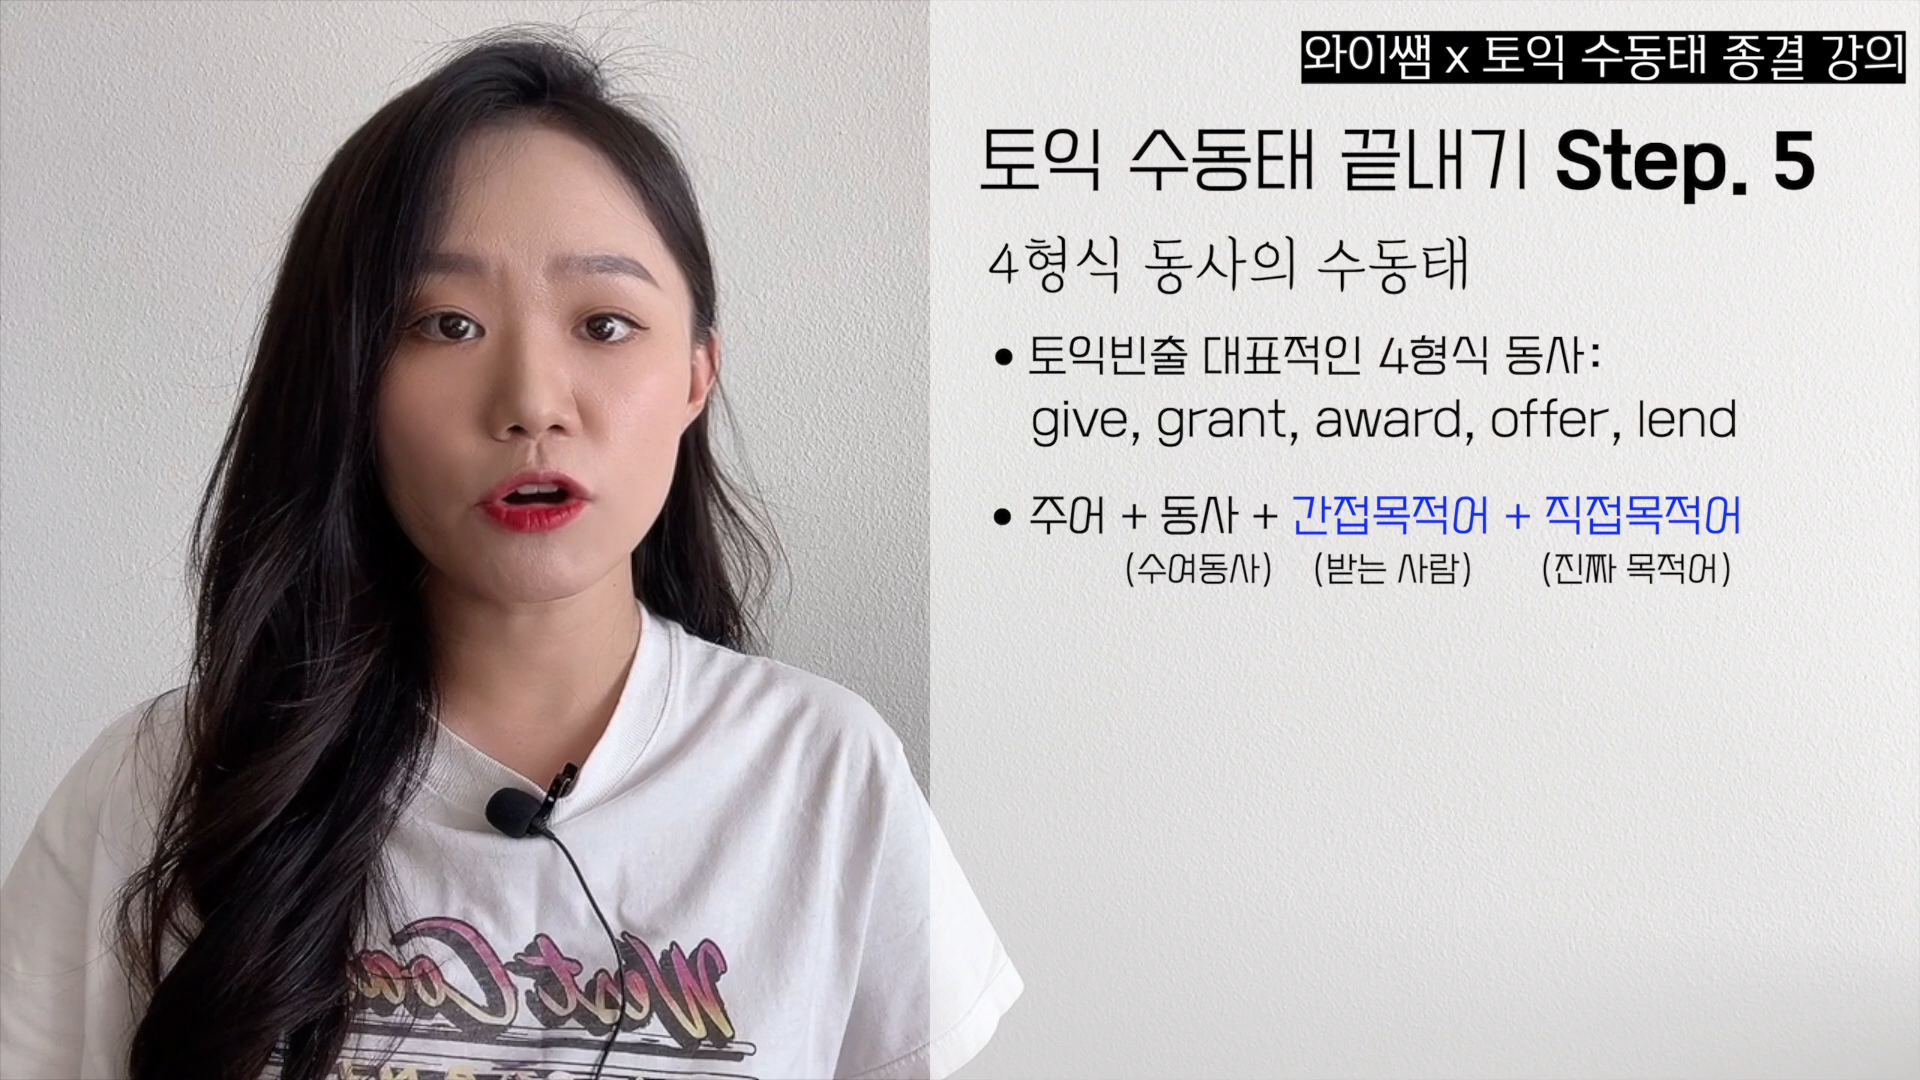 와이쌤 x 토익 수동태 종결 강의
토익 수동태 끝내기 Step. 5
4형식 동사의 수동태
• 토익빈출 대표적인 4형식 동사:
give, grant, award, offer, lend
• 주어 + 동사 + 간접목적어 + 직접목적어
(수여동사) (받는 사람) (진짜 목적어)
West Coa